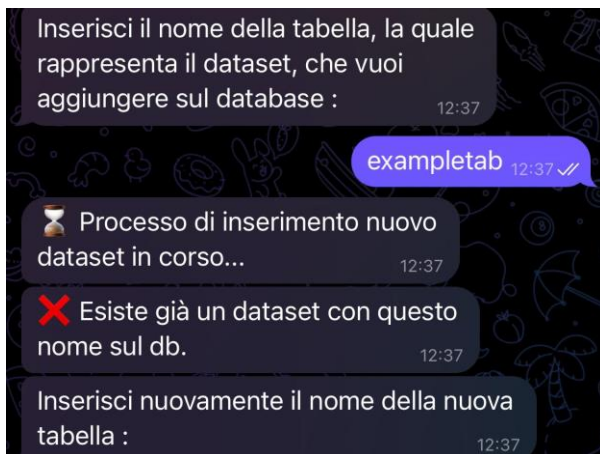 Inserisci il nome della tabella, la quale
rappresenta il dataset, che vuoi
aggiungere sul database :
12:37
exampletab
12:37
⏳ Processo di inserimento nuovo
dataset in corso...
12:37
❌ Esiste già un dataset con questo
nome sul db.
12:37
Inserisci nuovamente il nome della nuova
tabella :
12:37